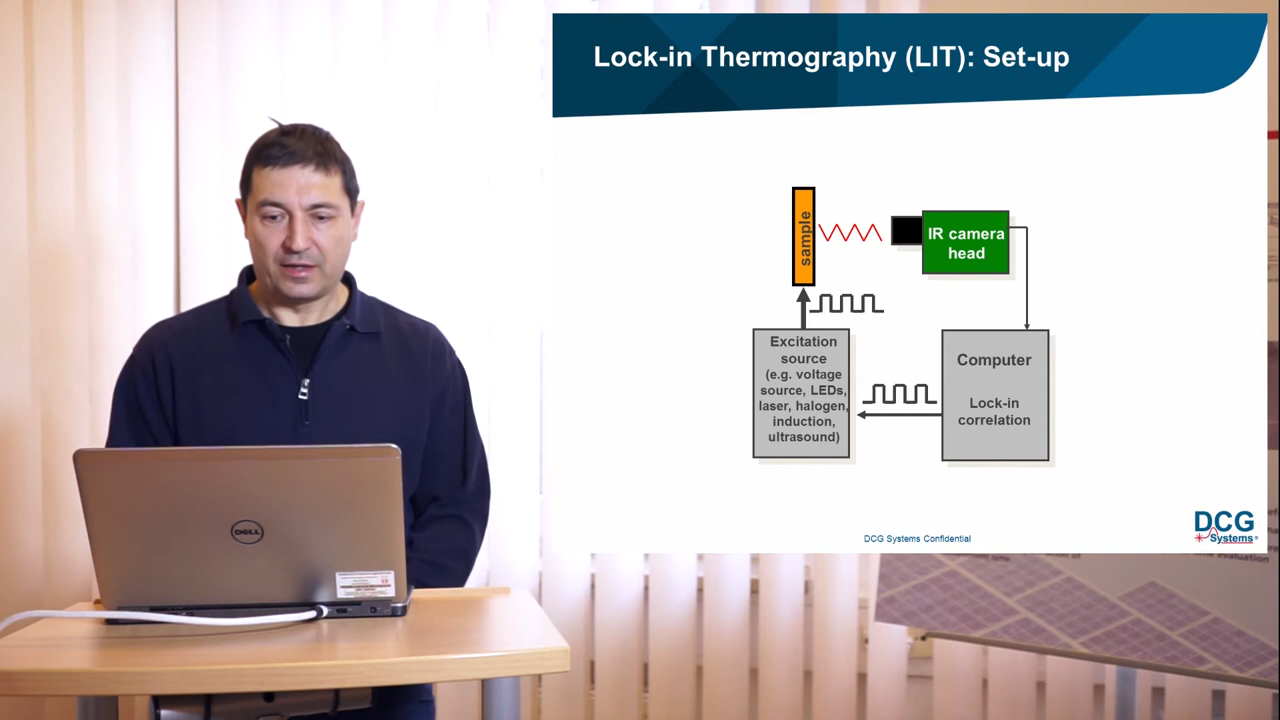 Lock-in Thermography (LIT): Set-up
sample
IR camera
head
Excitation
source
(e.g. voltage
source, LEDs,
laser, halogen,
induction,
ultrasound)
Computer
Lock-in
correlation
DCG Systems Confidential
DCG
Systems
DELL